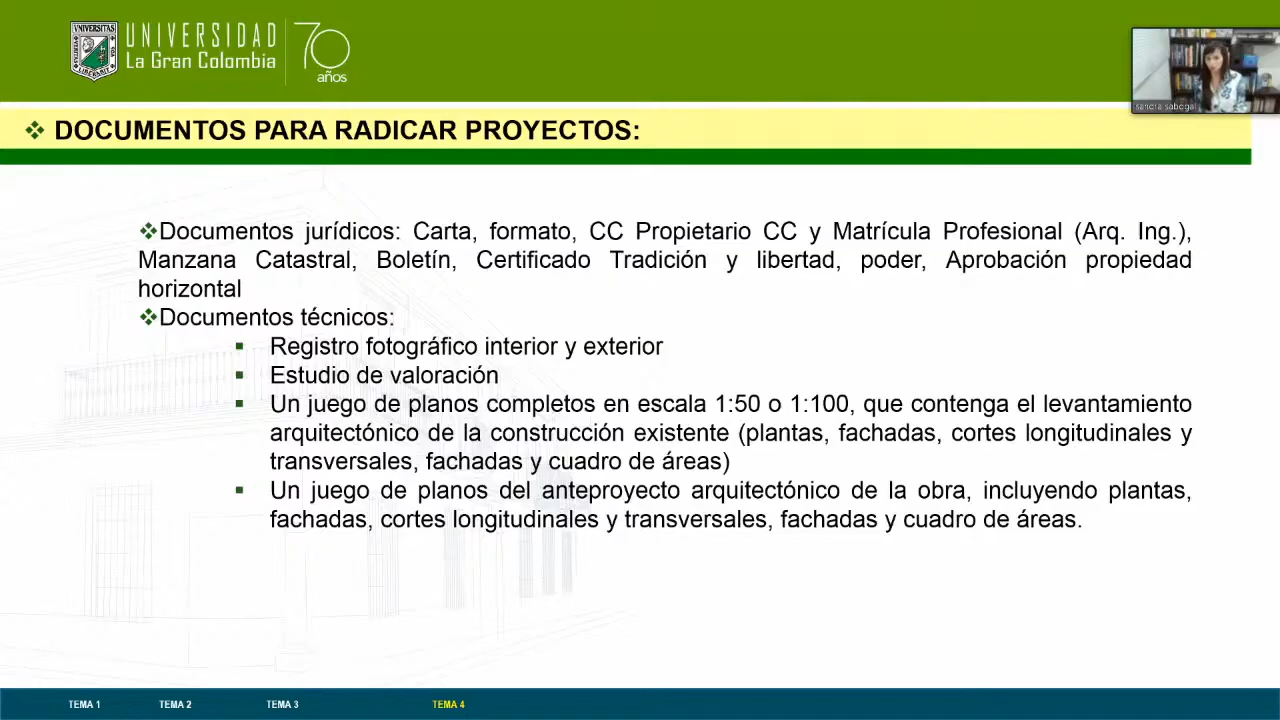 UNIVERSITAS
UNIVERSIDAD
La Gran Colombia
70
años
sandra sabogal
DOCUMENTOS PARA RADICAR PROYECTOS:
Documentos jurídicos: Carta, formato, CC Propietario CC y Matrícula Profesional (Arq. Ing.),
Manzana Catastral, Boletín, Certificado Tradición y libertad, poder, Aprobación propiedad
horizontal
Documentos técnicos:
Registro fotográfico interior y exterior
Estudio de valoración
Un juego de planos completos en escala 1:50 o 1:100, que contenga el levantamiento
arquitectónico de la construcción existente (plantas, fachadas, cortes longitudinales y
transversales, fachadas y cuadro de áreas)
Un juego de planos del anteproyecto arquitectónico de la obra, incluyendo plantas,
fachadas, cortes longitudinales y transversales, fachadas y cuadro de áreas.
TEMA 1 TEMA 2 TEMA 3 TEMA 4